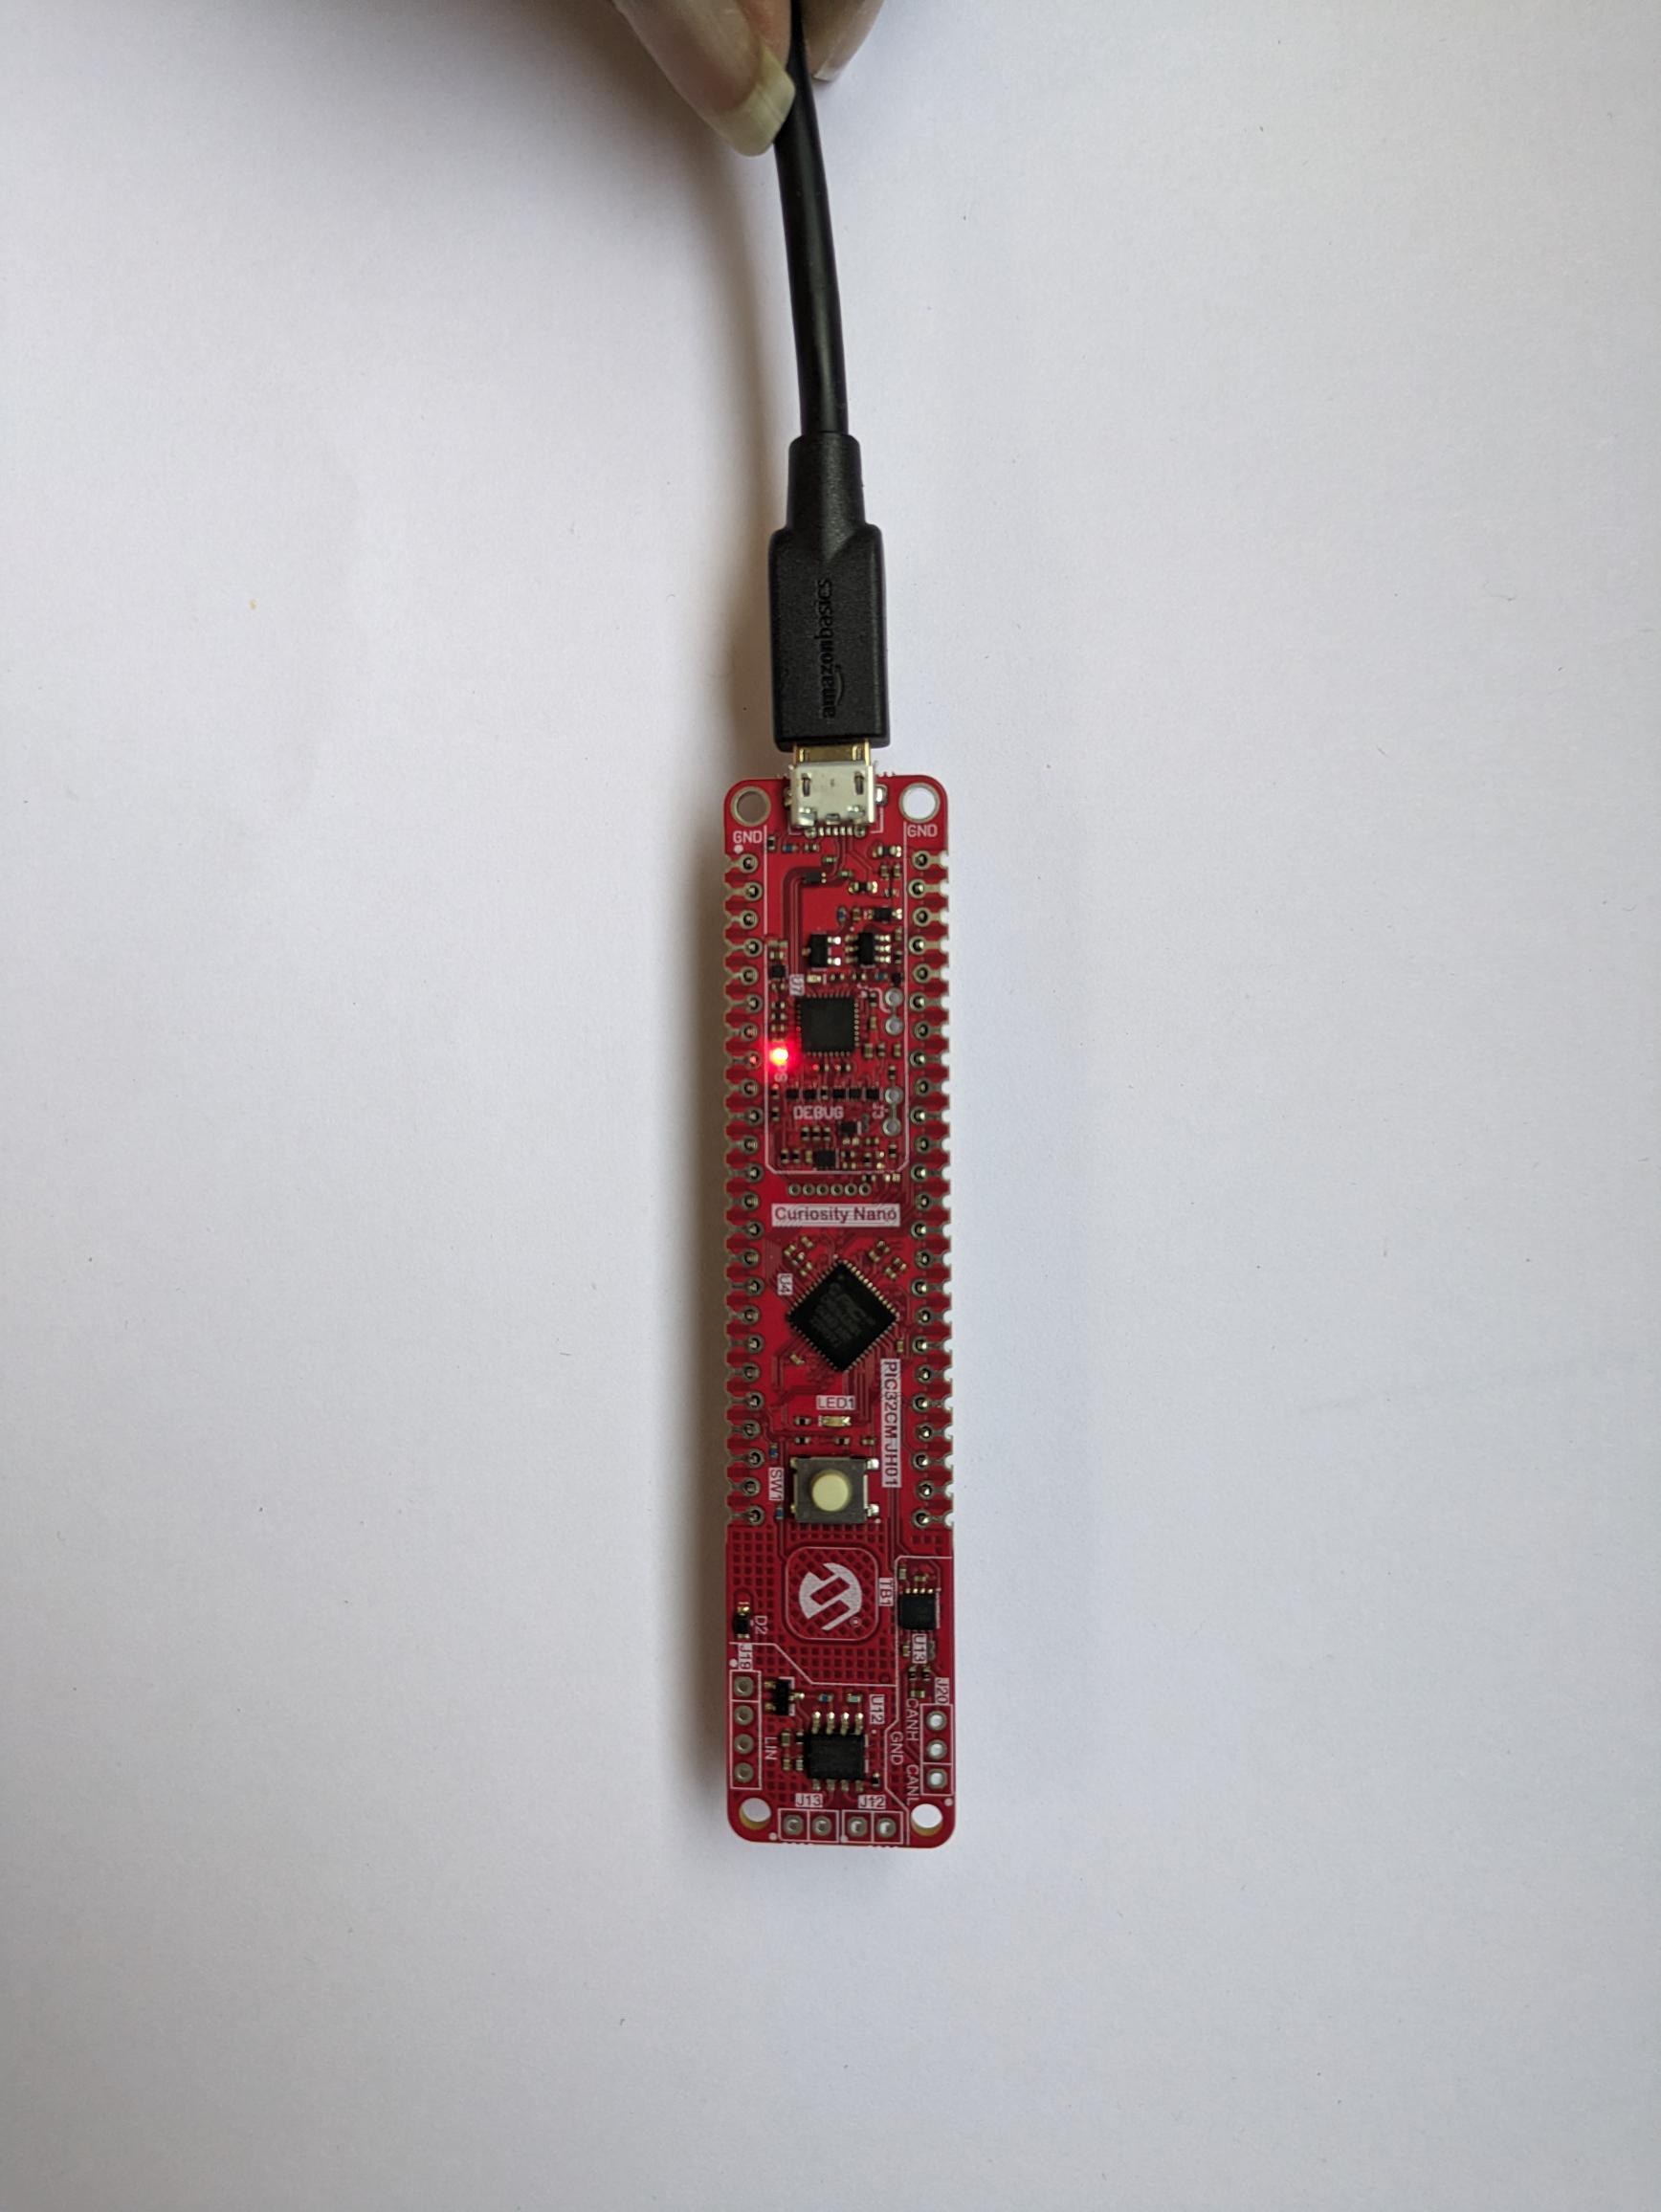 amazonbasics
GND
GND
U7
DEBUG
PS
Curiosity Nano
U4
PIC32CM JH01
LED1
SW1
TB1
U13
J20
CANH
CANL
GND
U12
J12
J13
LIN
D2
J19